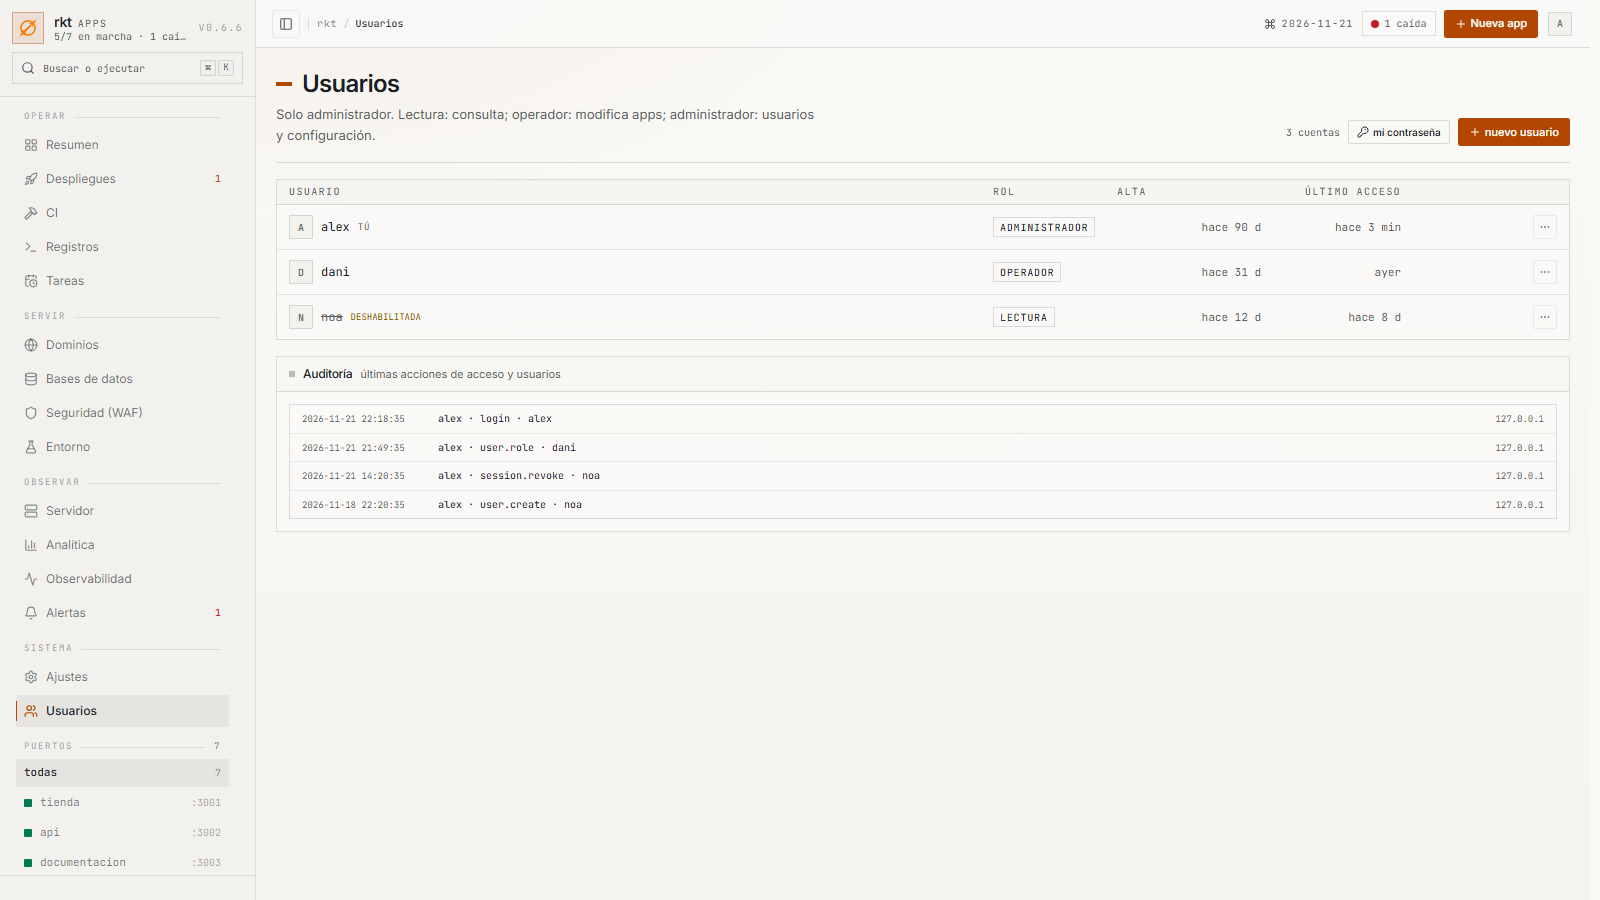 rkt APPS
5/7 en marcha · 1 caí…
V0.6.6
Buscar o ejecutar ⌘ K
OPERAR
Resumen
Despliegues 1
CI
Registros
Tareas
SERVIR
Dominios
Bases de datos
Seguridad (WAF)
Entorno
OBSERVAR
Servidor
Analítica
Observabilidad
Alertas 1
SISTEMA
Ajustes
Usuarios
PUERTOS 7
todas 7
tienda :3001
api :3002
documentacion :3003
rkt / Usuarios
⌘ 2026-11-21
1 caída
+ Nueva app
A
Usuarios
Solo administrador. Lectura: consulta; operador: modifica apps; administrador: usuarios
y configuración.
3 cuentas
mi contraseña
+ nuevo usuario
USUARIO ROL ALTA ÚLTIMO ACCESO
A alex TÚ ADMINISTRADOR hace 90 d hace 3 min ···
D dani OPERADOR hace 31 d ayer ···
N noa DESHABILITADA LECTURA hace 12 d hace 8 d ···
Auditoría últimas acciones de acceso y usuarios
2026-11-21 22:18:35 alex · login · alex 127.0.0.1
2026-11-21 21:49:35 alex · user.role · dani 127.0.0.1
2026-11-21 14:20:35 alex · session.revoke · noa 127.0.0.1
2026-11-18 22:20:35 alex · user.create · noa 127.0.0.1